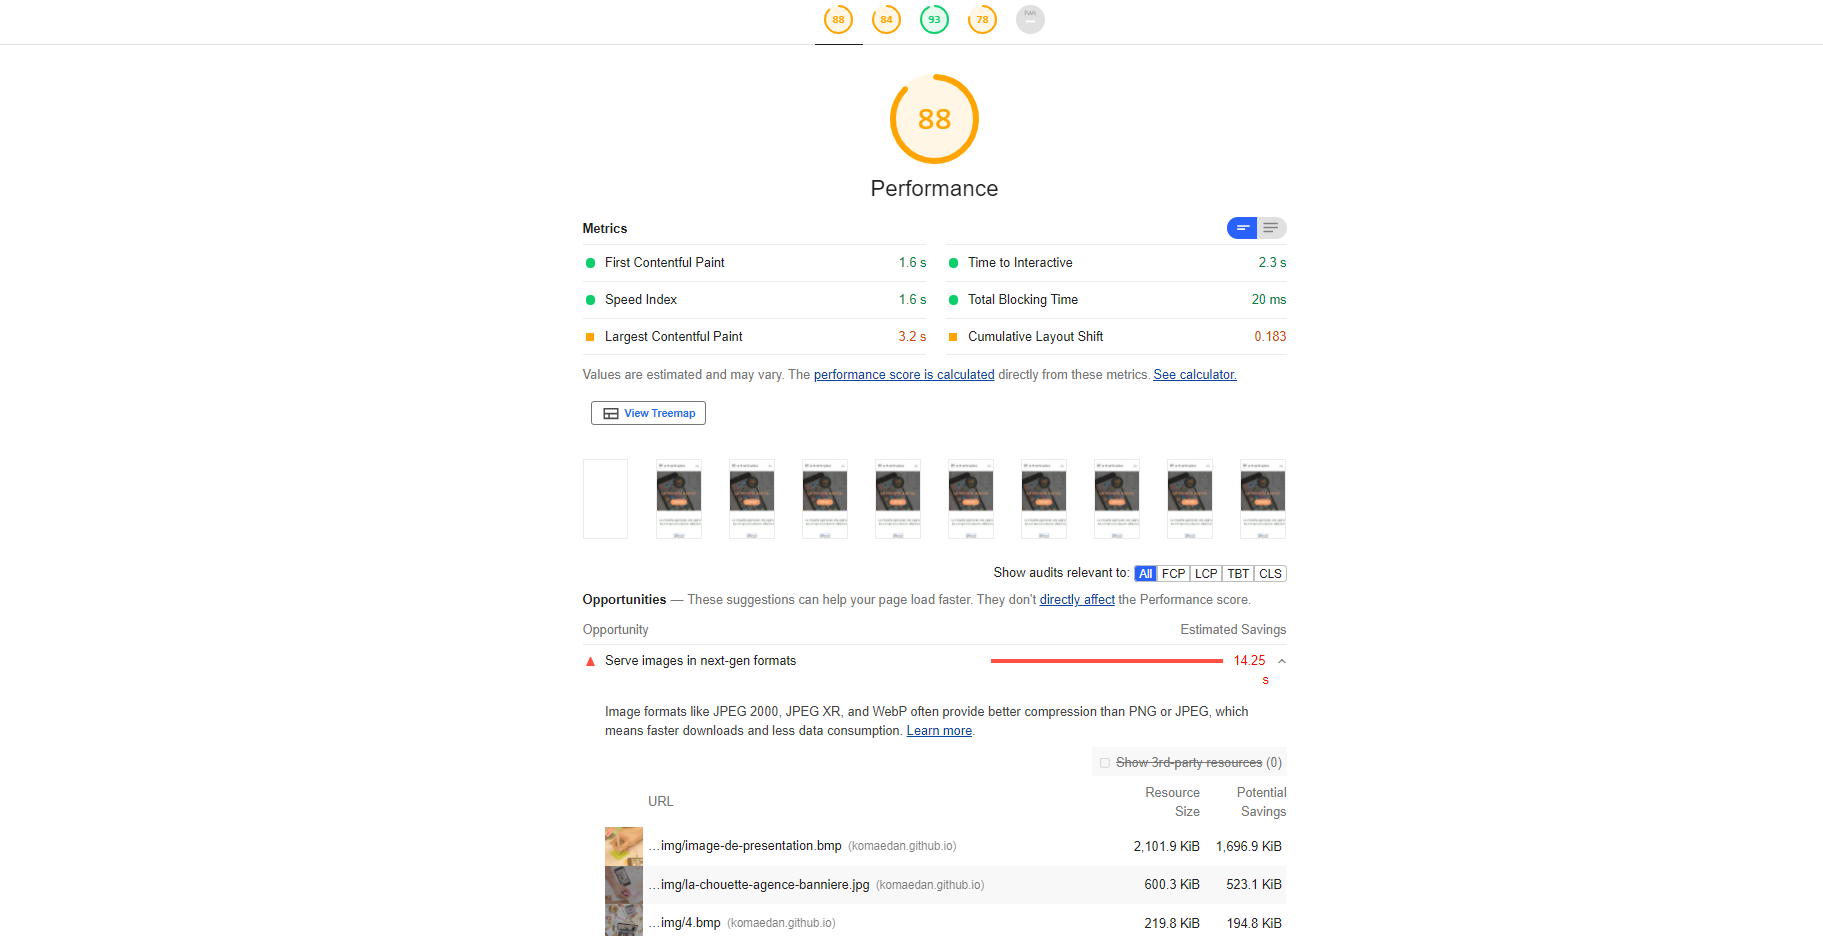 88 84 93 78 PWA
88
Performance
Metrics
First Contentful Paint 1.6 s Time to Interactive 2.3 s
Speed Index 1.6 s Total Blocking Time 20 ms
Largest Contentful Paint 3.2 s Cumulative Layout Shift 0.183
Values are estimated and may vary. The performance score is calculated directly from these metrics. See calculator.
View Treemap
Show audits relevant to: All FCP LCP TBT CLS
Opportunities — These suggestions can help your page load faster. They don't directly affect the Performance score.
Opportunity Estimated Savings
Serve images in next-gen formats 14.25
s
Image formats like JPEG 2000, JPEG XR, and WebP often provide better compression than PNG or JPEG, which
means faster downloads and less data consumption. Learn more.
Show 3rd-party resources (0)
URL Resource Size Potential Savings
…img/image-de-presentation.bmp (komaedan.github.io) 2,101.9 KiB 1,696.9 KiB
…img/la-chouette-agence-banniere.jpg (komaedan.github.io) 600.3 KiB 523.1 KiB
…img/4.bmp (komaedan.github.io) 219.8 KiB 194.8 KiB